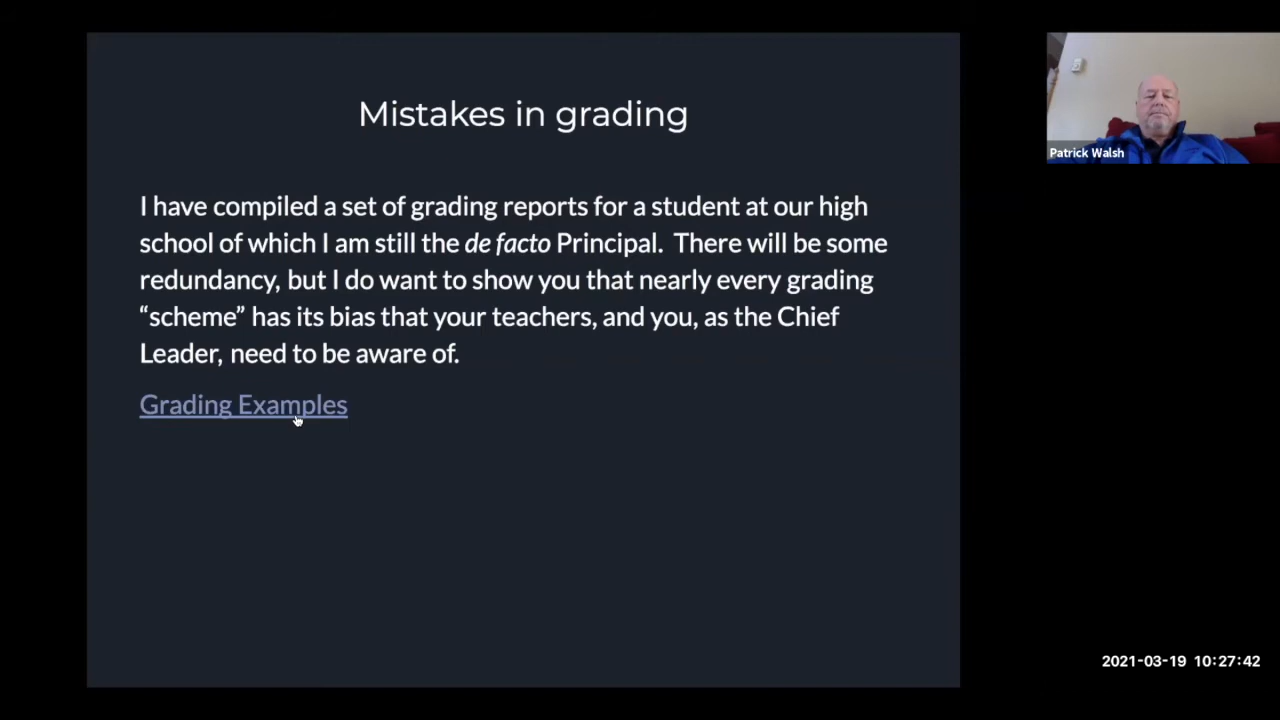 Mistakes in grading
I have compiled a set of grading reports for a student at our high
school of which I am still the de facto Principal.  There will be some
redundancy, but I do want to show you that nearly every grading
“scheme” has its bias that your teachers, and you, as the Chief
Leader, need to be aware of.
Grading Examples
Patrick Walsh
2021-03-19 10:27:42